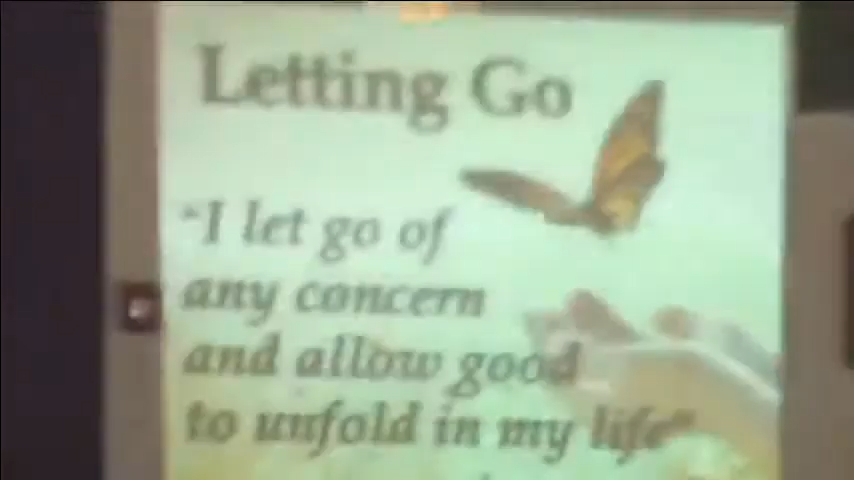 Letting Go
"I let go of
any concern
and allow good
to unfold in my life"